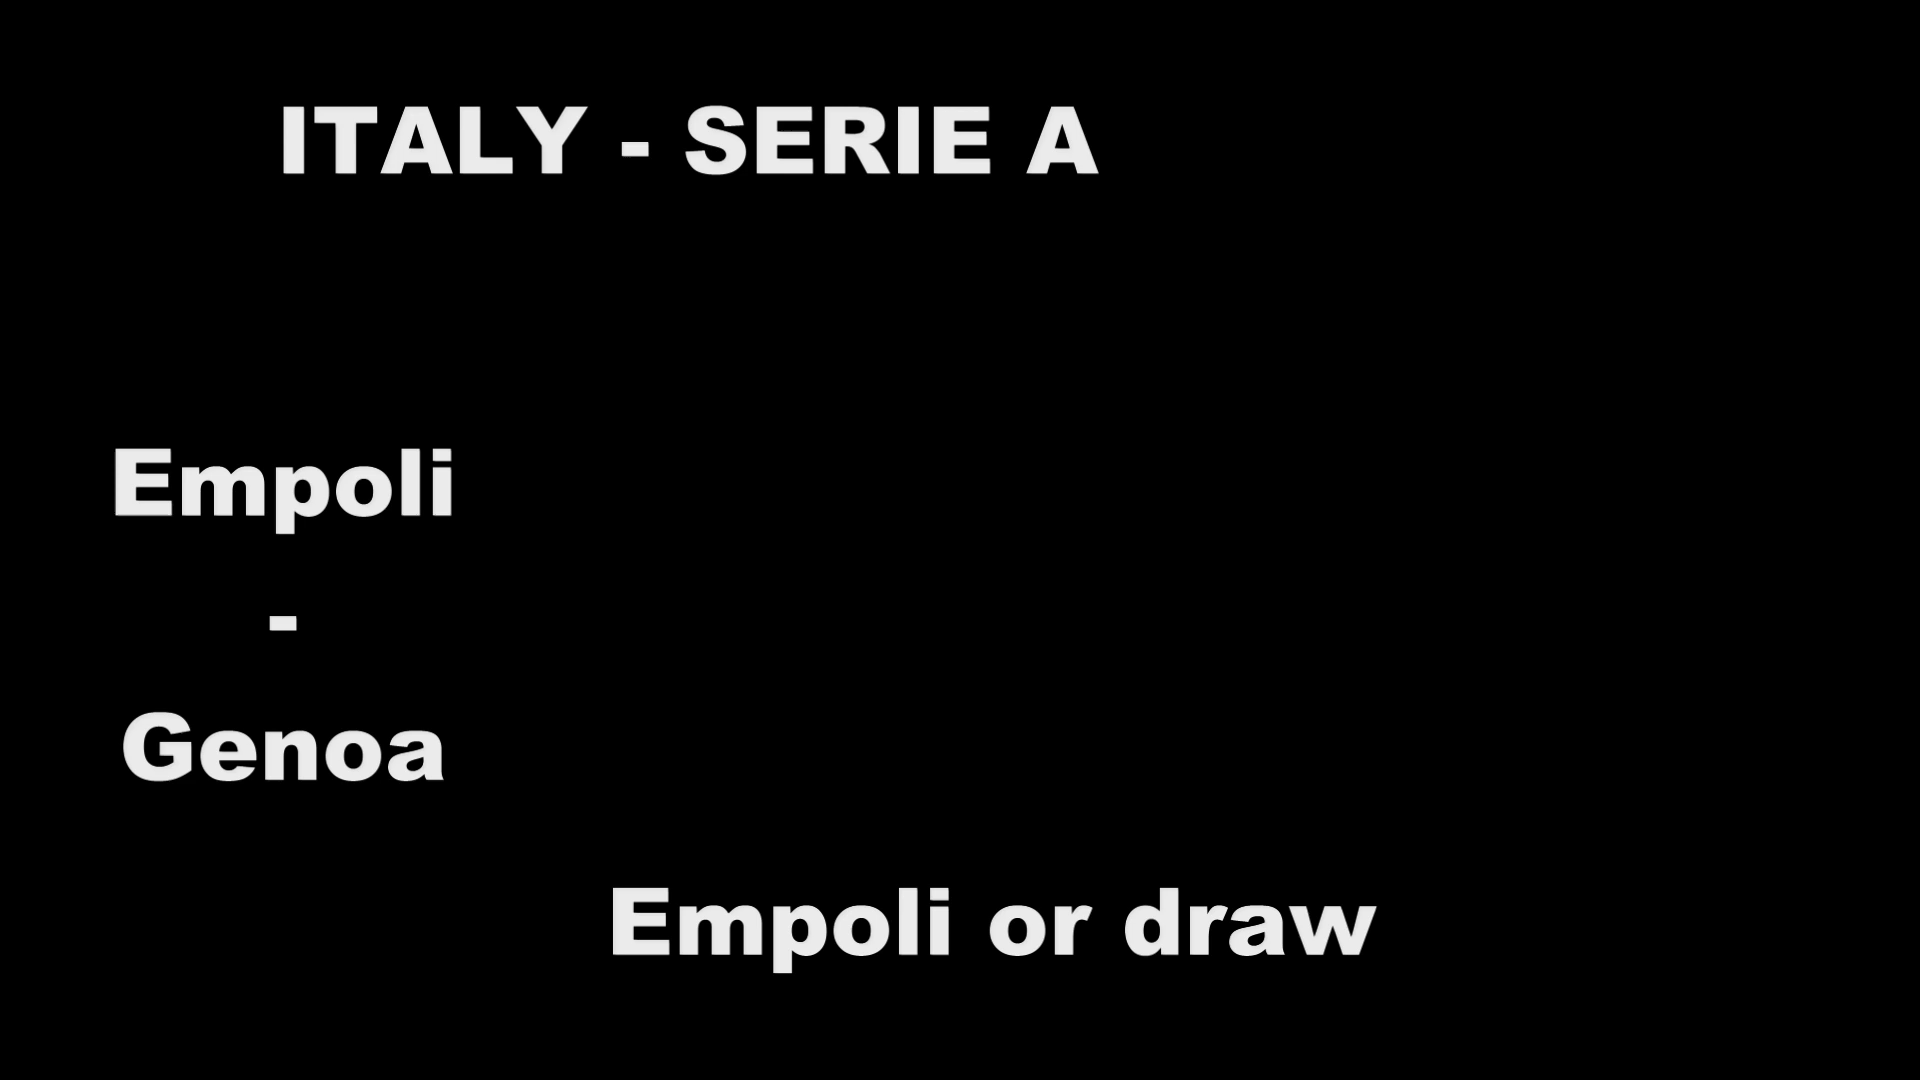 ITALY - SERIE A
Empoli
-
Genoa
Empoli or draw